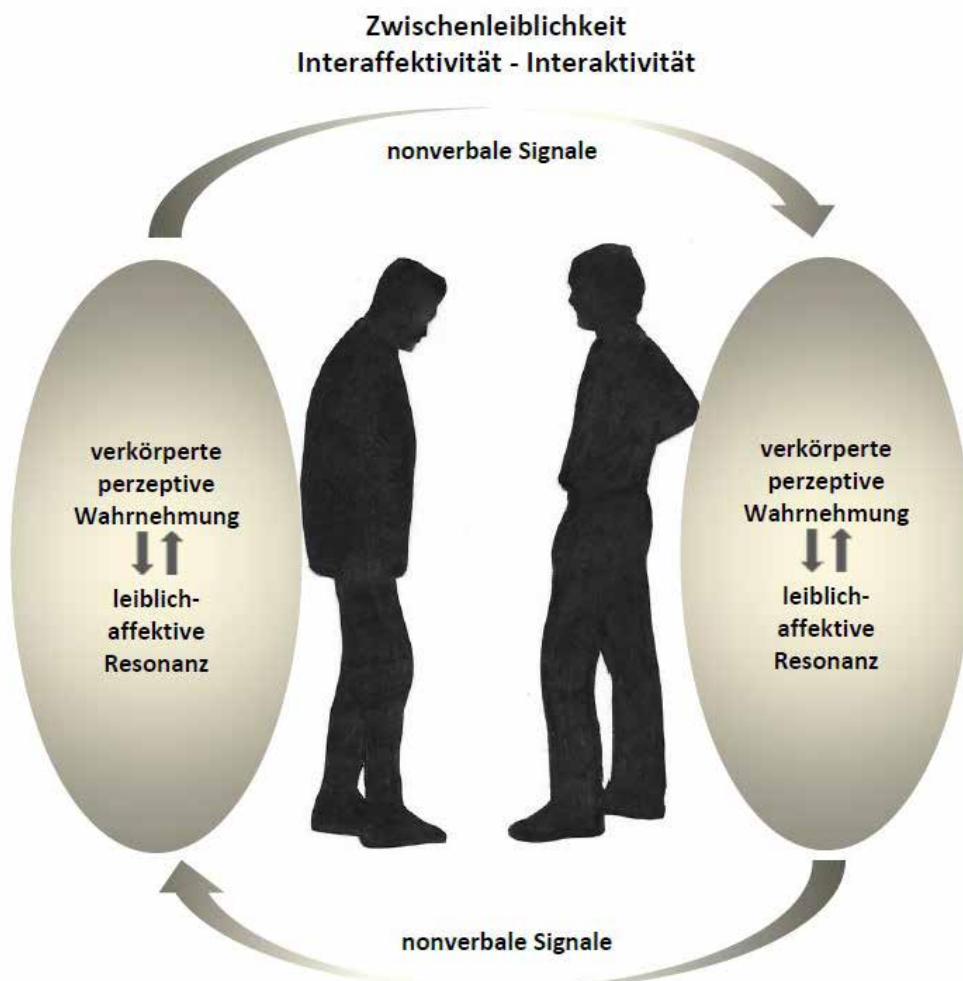 Zwischenleiblichkeit
Interaffektivität - Interaktivität
nonverbale Signale
verkörperte
perzeptive
Wahrnehmung
leiblich-
affektive
Resonanz
verkörperte
perzeptive
Wahrnehmung
leiblich-
affektive
Resonanz
nonverbale Signale